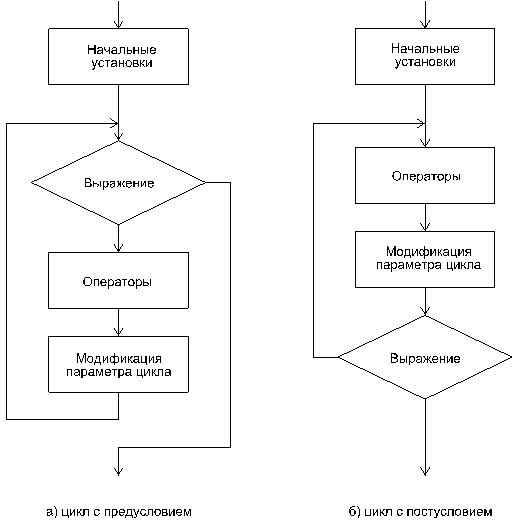 Начальные
установки
Выражение
Операторы
Модификация
параметра цикла
а) цикл с предусловием
Начальные
установки
Операторы
Модификация
параметра цикла
Выражение
б) цикл с постусловием